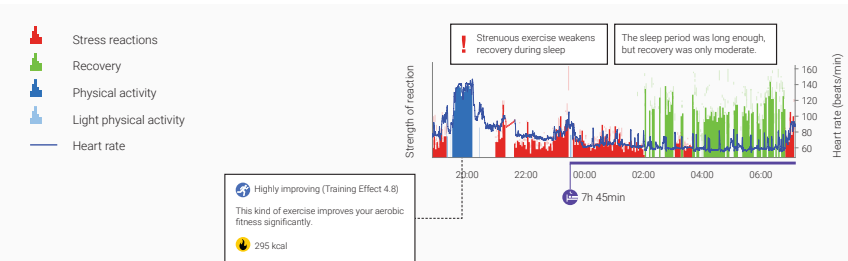 Stress reactions
Recovery
Physical activity
Light physical activity
Heart rate
! Strenuous exercise weakens
recovery during sleep
The sleep period was long enough,
but recovery was only moderate.
Strength of reaction
160
140
120
100
80
60
Heart rate (beats/min)
20:00 22:00 00:00 02:00 04:00 06:00
7h 45min
Highly improving (Training Effect 4.8)
This kind of exercise improves your aerobic
fitness significantly.
295 kcal